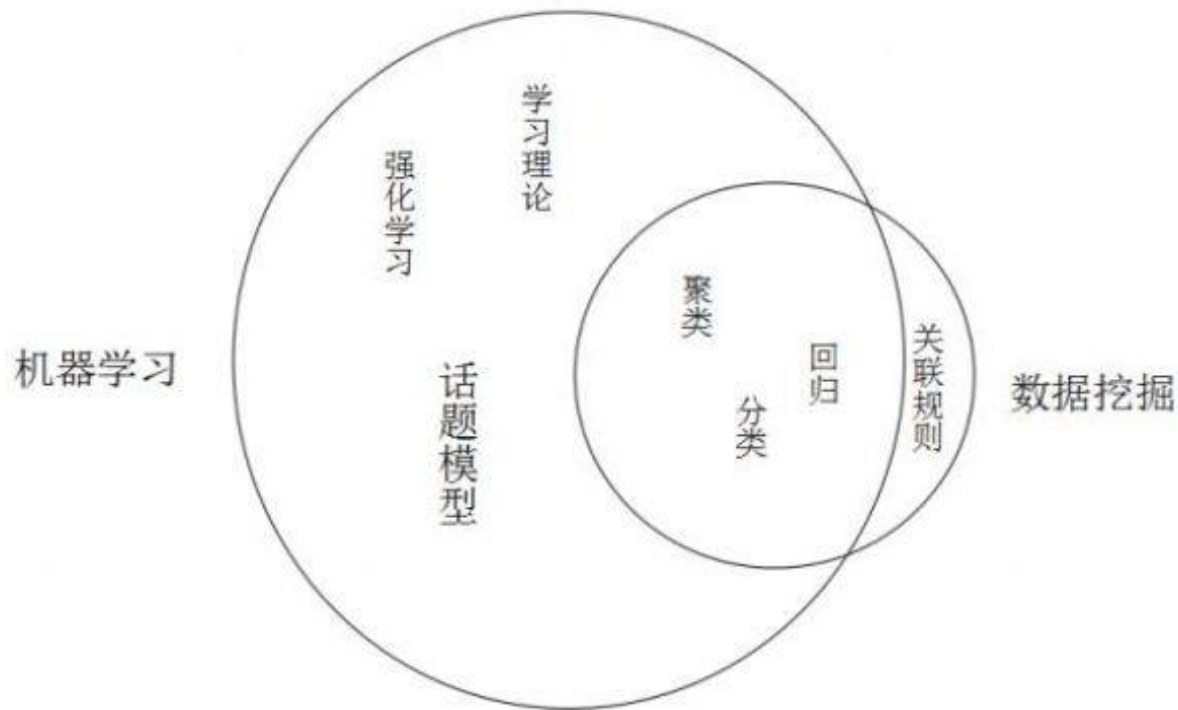 学习理论
强化学习
聚类
机器学习
话题模型
回归
分类
关联规则
数据挖掘